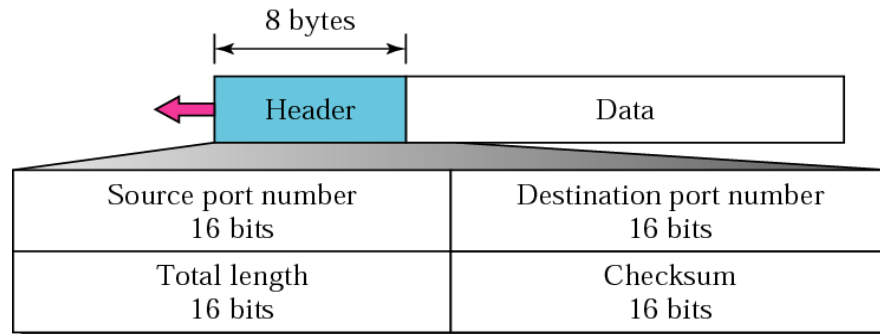 8 bytes
Header
Data
Source port number
16 bits
Destination port number
16 bits
Total length
16 bits
Checksum
16 bits